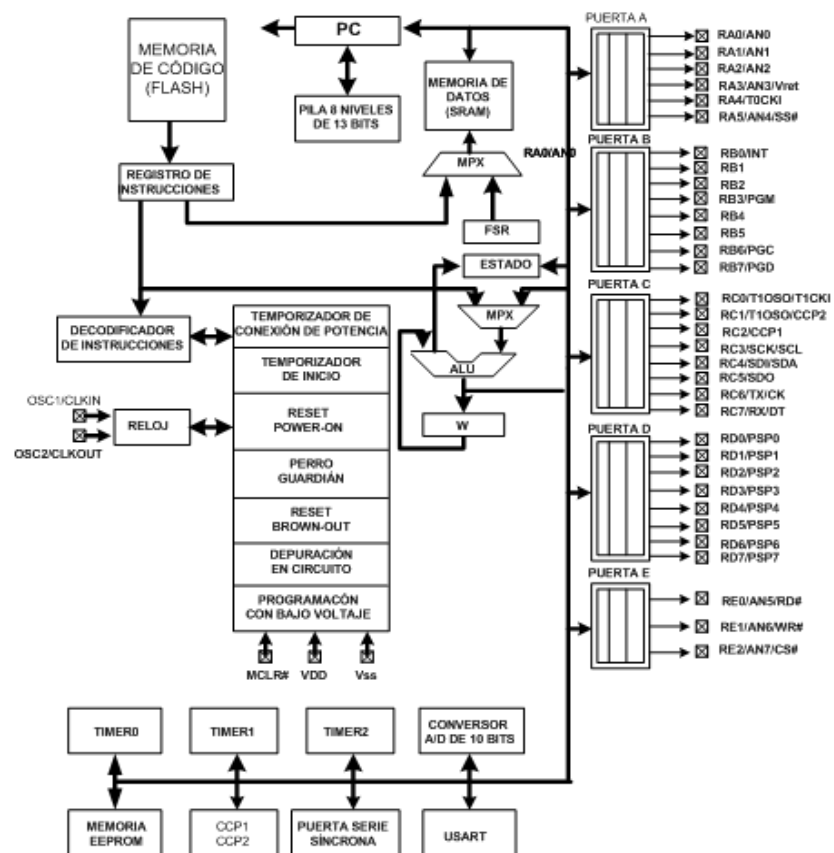 MEMORIA
DE CÓDIGO
(FLASH)
PC
PILA 8 NIVELES
DE 13 BITS
MEMORIA DE
DATOS
(SRAM)
RA0/AN0
MPX
REGISTRO DE
INSTRUCCIONES
FSR
ESTADO
MPX
ALU
W
DECODIFICADOR
DE INSTRUCCIONES
OSC1/CLKIN
OSC2/CLKOUT
RELOJ
TEMPORIZADOR DE
CONEXIÓN DE POTENCIA
TEMPORIZADOR
DE INICIO
RESET
POWER-ON
PERRO
GUARDIÁN
RESET
BROWN-OUT
DEPURACIÓN
EN CIRCUITO
PROGRAMACÓN
CON BAJO VOLTAJE
MCLR#
VDD
Vss
PUERTA A
RA0/AN0
RA1/AN1
RA2/AN2
RA3/AN3/Vret
RA4/T0CKI
RA5/AN4/SS#
PUERTA B
RB0/INT
RB1
RB2
RB3/PGM
RB4
RB5
RB6/PGC
RB7/PGD
PUERTA C
RC0/T1OSO/T1CKI
RC1/T1OSO/CCP2
RC2/CCP1
RC3/SCK/SCL
RC4/SDI/SDA
RC5/SDO
RC6/TX/CK
RC7/RX/DT
PUERTA D
RD0/PSP0
RD1/PSP1
RD2/PSP2
RD3/PSP3
RD4/PSP4
RD5/PSP5
RD6/PSP6
RD7/PSP7
PUERTA E
RE0/AN5/RD#
RE1/AN6/WR#
RE2/AN7/CS#
TIMER0
TIMER1
TIMER2
CONVERSOR
A/D DE 10 BITS
MEMORIA
EEPROM
CCP1
CCP2
PUERTA SERIE
SÍNCRONA
USART